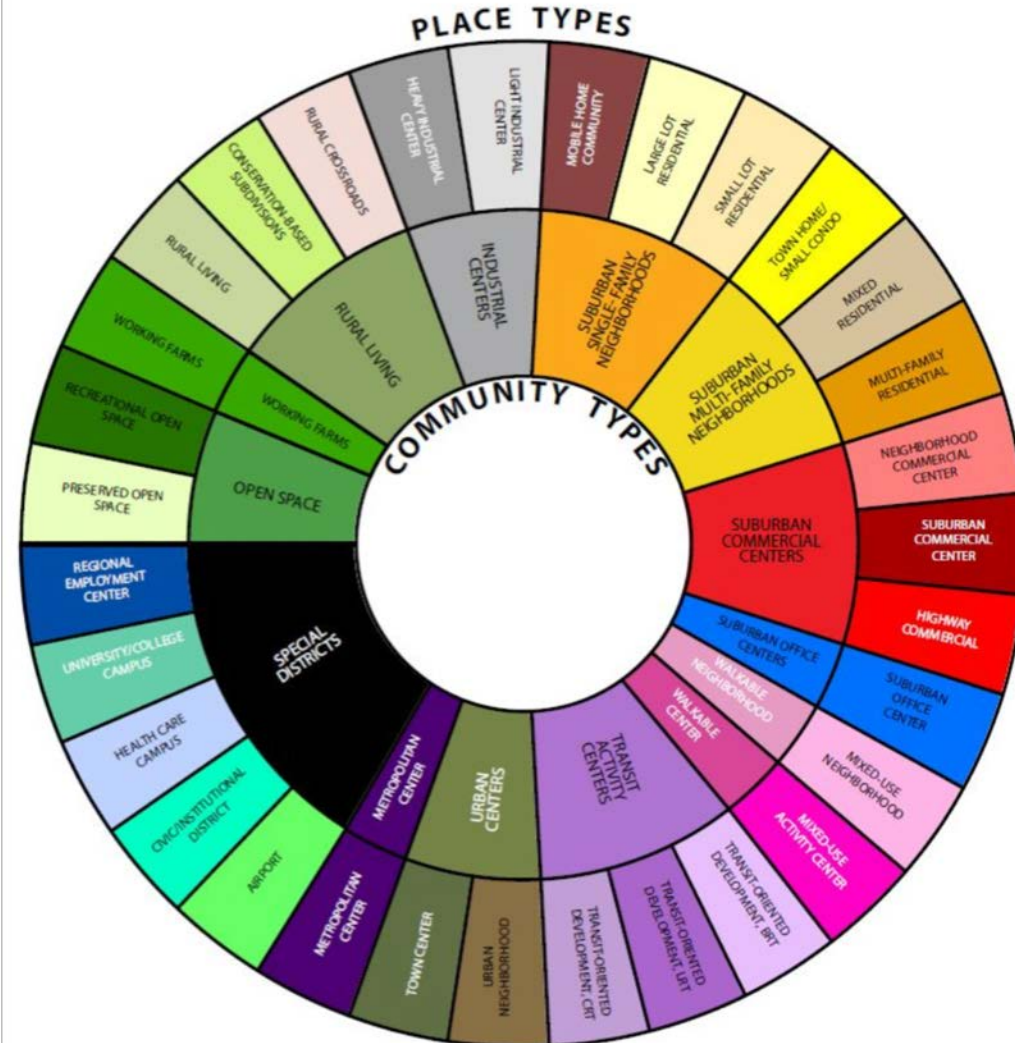 PLACE TYPES
HEAVY INDUSTRIAL
CENTER
LIGHT INDUSTRIAL
CENTER
MOBILE HOME
COMMUNITY
LARGE LOT
RESIDENTIAL
SMALL LOT
RESIDENTIAL
TOWN HOME/
SMALL CONDO
MIXED
RESIDENTIAL
MULTI-FAMILY
RESIDENTIAL
NEIGHBORHOOD
COMMERCIAL
CENTER
SUBURBAN
COMMERCIAL
CENTER
HIGHWAY
COMMERCIAL
SUBURBAN
OFFICE
CENTER
MIXED-USE
NEIGHBORHOOD
MIXED-USE
ACTIVITY CENTER
TRANSIT-ORIENTED
DEVELOPMENT, BRT
TRANSIT-ORIENTED
DEVELOPMENT, LRT
TRANSIT-ORIENTED
DEVELOPMENT, CRT
URBAN
NEIGHBORHOOD
TOWN CENTER
METROPOLITAN
CENTER
AIRPORT
CIVIC/INSTITUTIONAL
DISTRICT
HEALTH CARE
CAMPUS
UNIVERSITY/COLLEGE
CAMPUS
REGIONAL
EMPLOYMENT
CENTER
PRESERVED OPEN
SPACE
RECREATIONAL OPEN
SPACE
WORKING FARMS
RURAL LIVING
CONSERVATION-BASED
SUBDIVISIONS
RURAL CROSSROADS
COMMUNITY TYPES
INDUSTRIAL
CENTERS
SUBURBAN
SINGLE- FAMILY
NEIGHBORHOODS
SUBURBAN
MULTI- FAMILY
NEIGHBORHOODS
SUBURBAN
COMMERCIAL
CENTERS
SUBURBAN OFFICE
CENTERS
WALKABLE
NEIGHBORHOOD
WALKABLE
CENTER
TRANSIT
ACTIVITY
CENTERS
URBAN
CENTERS
METROPOLITAN
CENTER
SPECIAL
DISTRICTS
OPEN SPACE
WORKING FARMS
RURAL LIVING